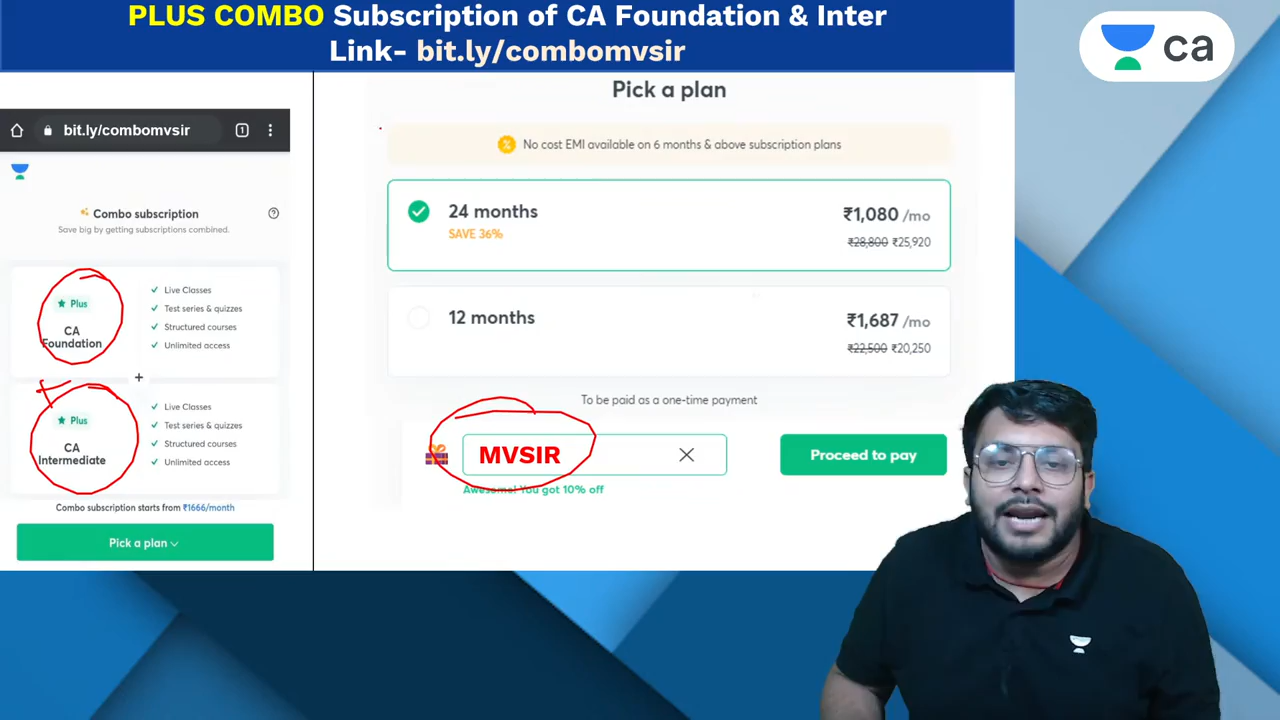 PLUS COMBO Subscription of CA Foundation & Inter
Link- bit.ly/combomvsir
ca
bit.ly/combomvsir
1
Combo subscription
Save big by getting subscriptions combined.
Plus
CA
Foundation
Live Classes
Test series & quizzes
Structured courses
Unlimited access
+
Plus
CA
Intermediate
Live Classes
Test series & quizzes
Structured courses
Unlimited access
Combo subscription starts from ₹1666/month
Pick a plan
Pick a plan
No cost EMI available on 6 months & above subscription plans
24 months
SAVE 36%
₹1,080 /mo
₹28,800 ₹25,920
12 months
₹1,687 /mo
₹22,500 ₹20,250
To be paid as a one-time payment
MVSIR
Proceed to pay
Awesome! You got 10% off